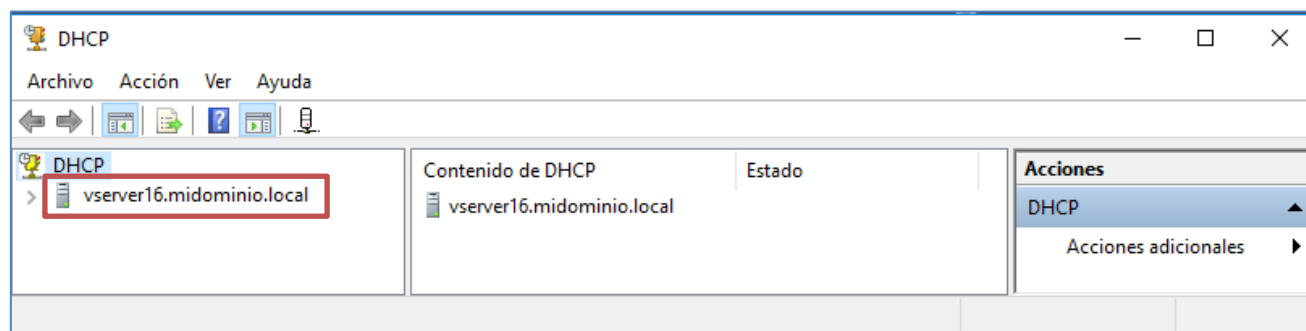 DHCP
Archivo Acción Ver Ayuda
DHCP
vserver16.midominio.local
Contenido de DHCP Estado
vserver16.midominio.local
Acciones
DHCP
Acciones adicionales